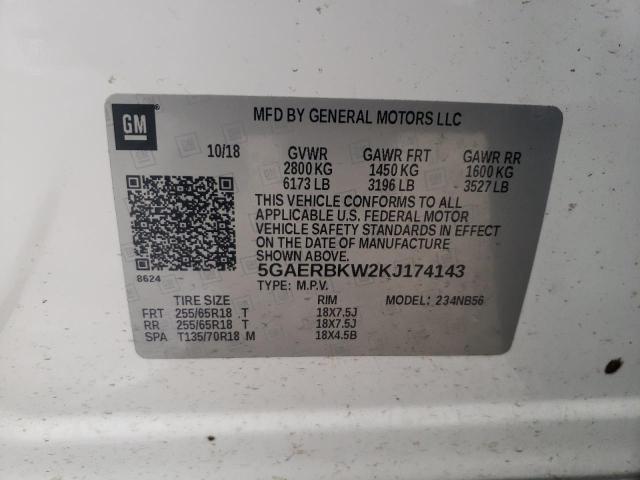 GM
MFD BY GENERAL MOTORS LLC
10/18 GVWR GAWR FRT GAWR RR
2800 KG 1450 KG 1600 KG
6173 LB 3196 LB 3527 LB
THIS VEHICLE CONFORMS TO ALL
APPLICABLE U.S. FEDERAL MOTOR
VEHICLE SAFETY STANDARDS IN EFFECT
ON THE DATE OF MANUFACTURE
SHOWN ABOVE.
8624
5GAERBKW2KJ174143
TYPE: M.P.V. MODEL: 234NB56
TIRE SIZE RIM
FRT 255/65R18 T 18X7.5J
RR 255/65R18 T 18X7.5J
SPA T135/70R18 M 18X4.5B